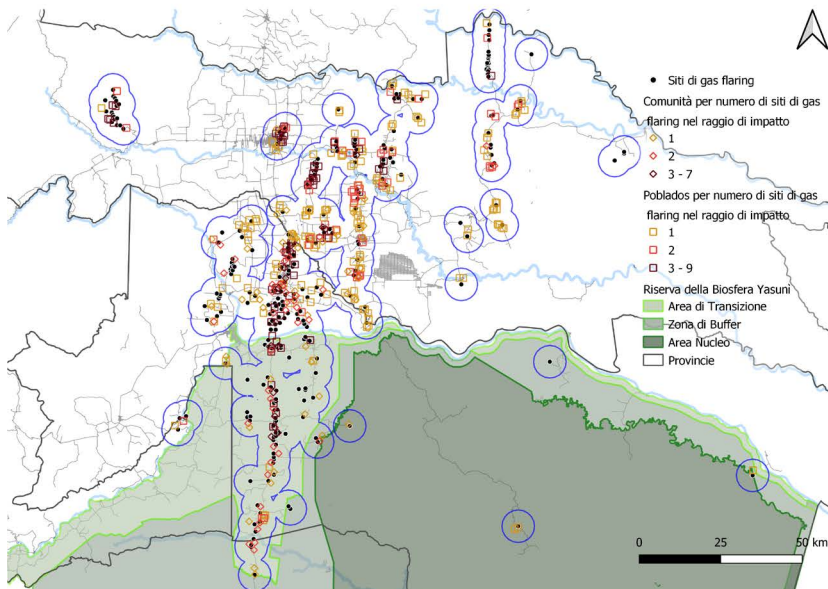 Siti di gas flaring
Comunità per numero di siti di gas
flaring nel raggio di impatto
1
2
3 - 7
Poblados per numero di siti di gas
flaring nel raggio di impatto
1
2
3 - 9
Riserva della Biosfera Yasuni
Area di Transizione
Zona di Buffer
Area Nucleo
Provincie
0 25 50 km